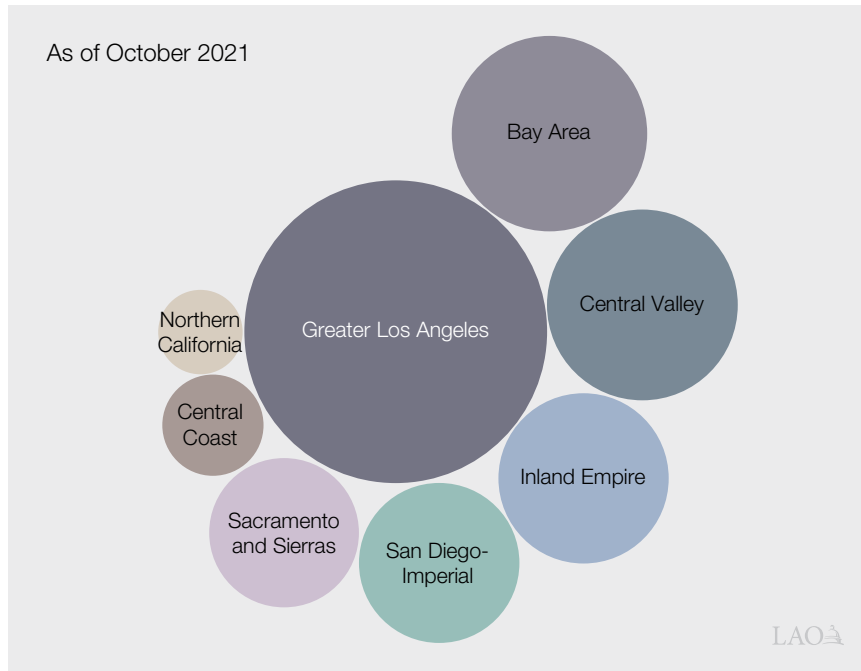 As of October 2021
Bay Area
Central Valley
Greater Los Angeles
Northern
California
Central
Coast
Inland Empire
Sacramento
and Sierras
San Diego-
Imperial
LAO